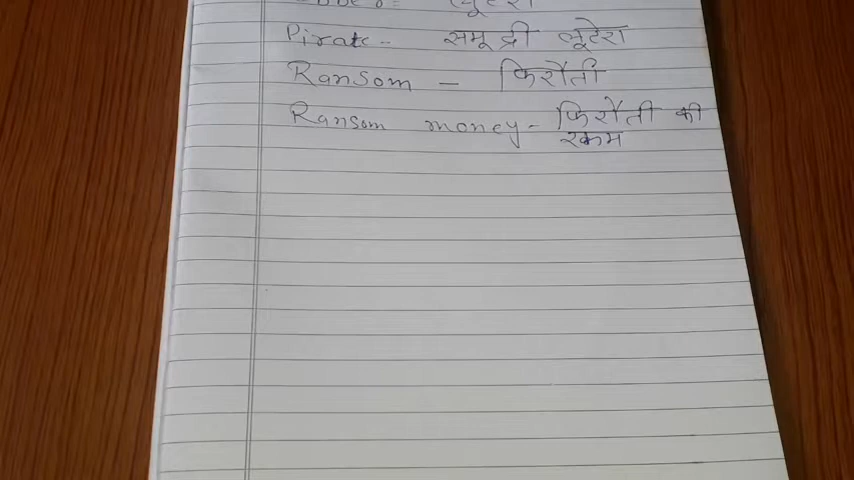 लूटेरा
Pirate - समूद्री लूटेरा
Ransom - फिरौती
Ransom money - फिरौती की
रकम